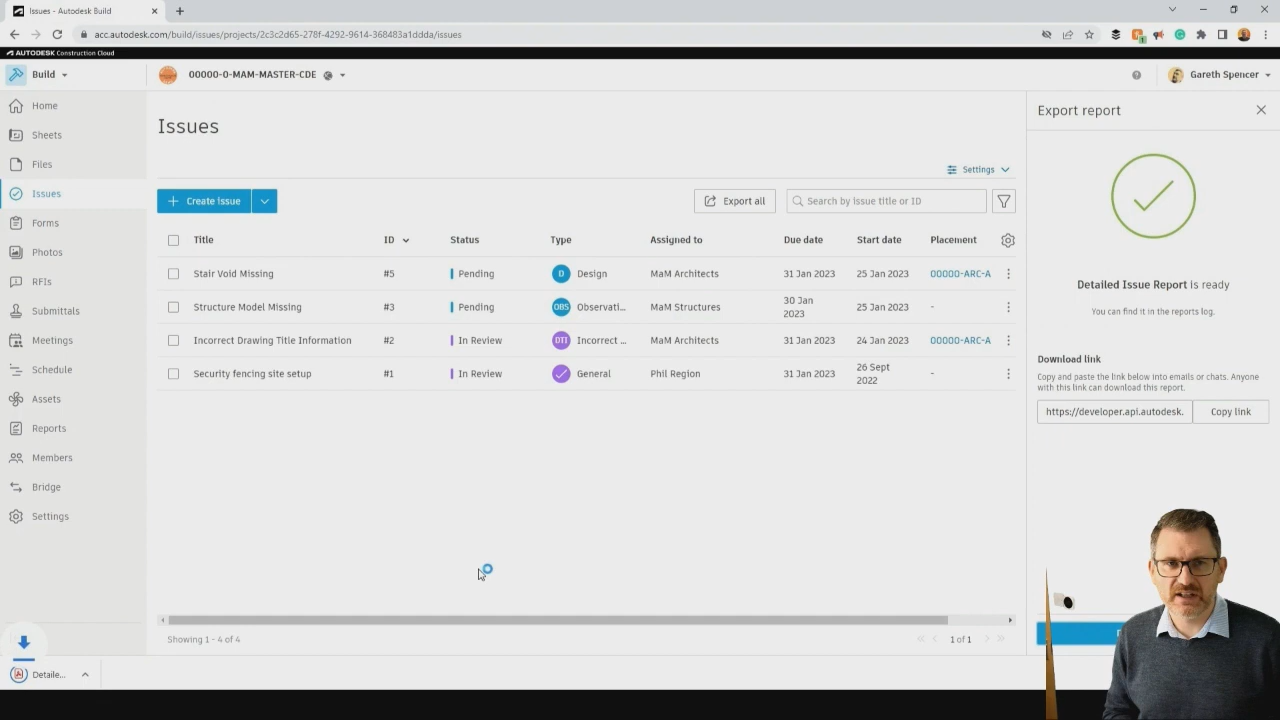 Issues - Autodesk Build
acc.autodesk.com/build/issues/projects/2c3c2d65-278f-4292-9614-368483a1ddda/issues
AUTODESK Construction Cloud
Build
00000-0-MAM-MASTER-CDE
Gareth Spencer
Home
Sheets
Files
Issues
Forms
Photos
RFIs
Submittals
Meetings
Schedule
Assets
Reports
Members
Bridge
Settings
Issues
Settings
+ Create issue
Export all
Search by issue title or ID
Title ID Status Type Assigned to Due date Start date Placement
Stair Void Missing #5 Pending D Design MaM Architects 31 Jan 2023 25 Jan 2023 00000-ARC-A
Structure Model Missing #3 Pending OBS Observati... MaM Structures 30 Jan 2023 25 Jan 2023 -
Incorrect Drawing Title Information #2 In Review DTI Incorrect ... MaM Architects 31 Jan 2023 24 Jan 2023 00000-ARC-A
Security fencing site setup #1 In Review General Phil Region 31 Jan 2023 26 Sept 2022 -
Showing 1 - 4 of 4
1 of 1
Export report
Detailed Issue Report is ready
You can find it in the reports log.
Download link
Copy and paste the link below into emails or chats. Anyone
with this link can download this report.
https://developer.api.autodesk.
Copy link
Detaile...